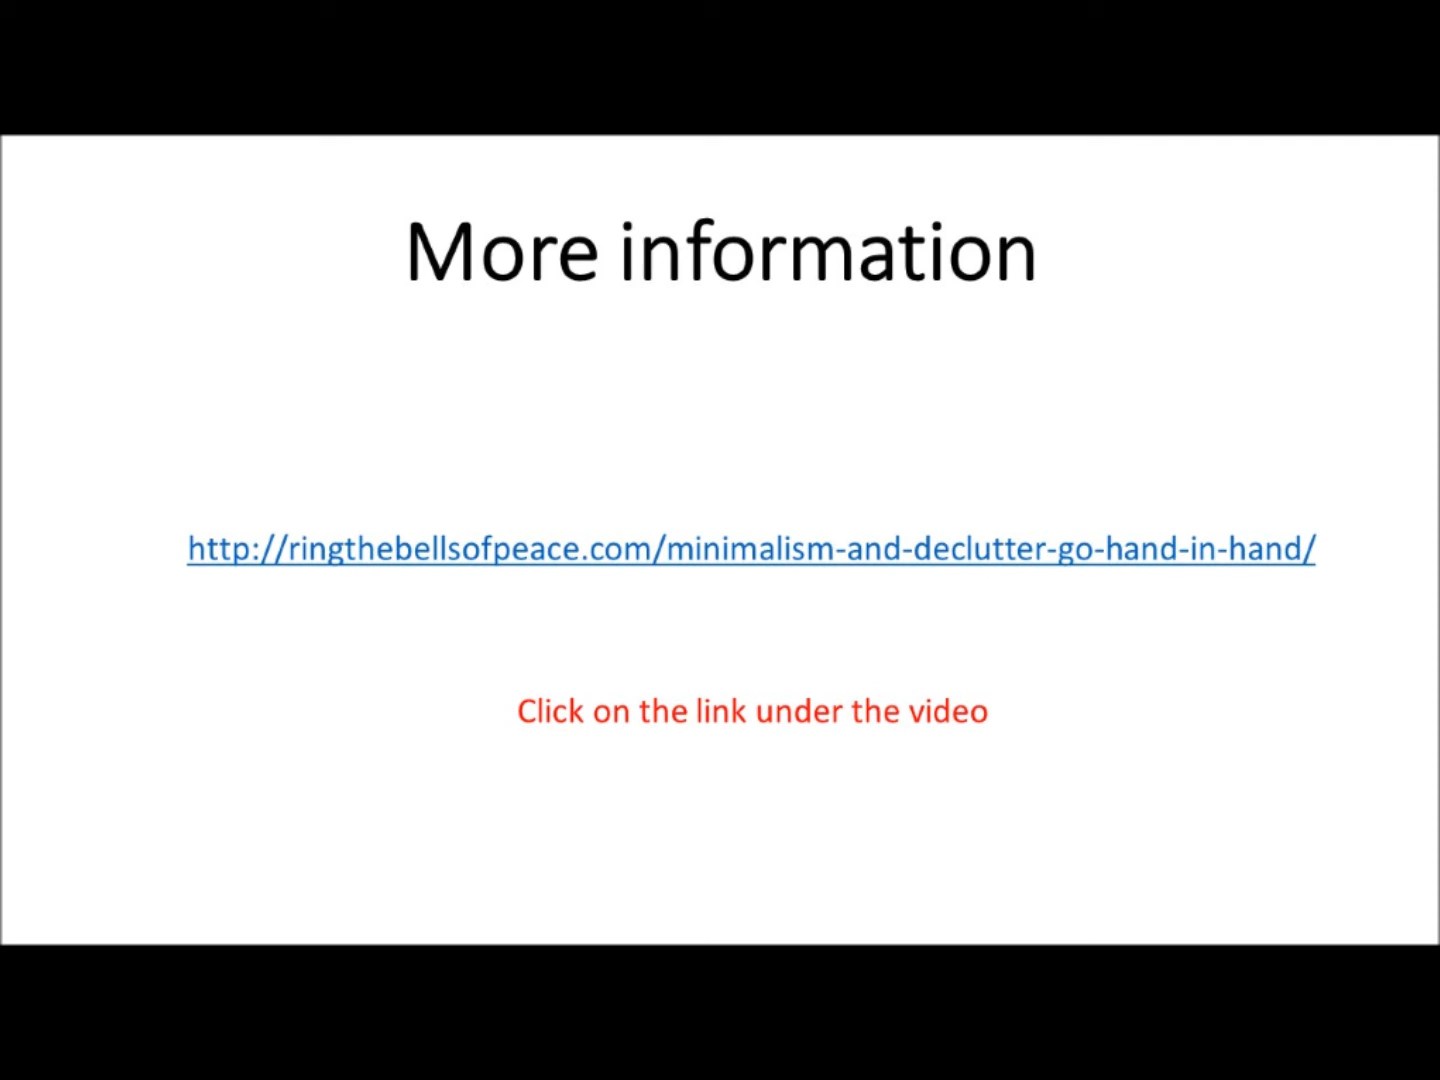 More information
http://ringthebellsofpeace.com/minimalism-and-declutter-go-hand-in-hand/
Click on the link under the video